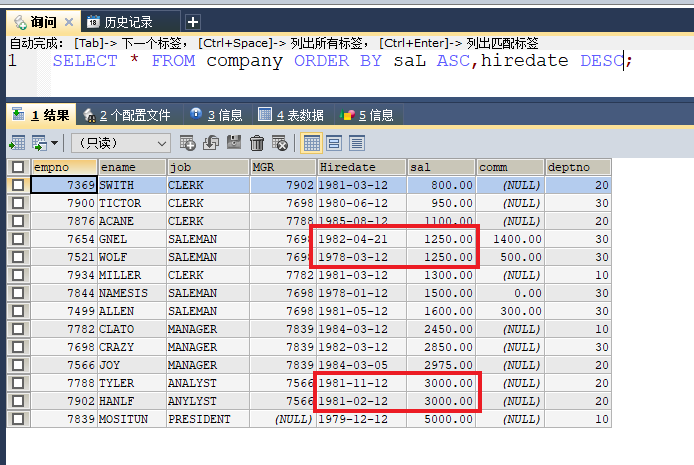 询问 历史记录
自动完成： [Tab]-> 下一个标签， [Ctrl+Space]-> 列出所有标签， [Ctrl+Enter]-> 列出匹配标签
1 SELECT * FROM company ORDER BY saL ASC,hiredate DESC;
1 结果 2 个配置文件 3 信息 4 表数据 5 信息
（只读）
empno ename job MGR Hiredate sal comm deptno
7369 SWITH CLERK 7902 1981-03-12 800.00 (NULL) 20
7900 TICTOR CLERK 7698 1980-06-12 950.00 (NULL) 30
7876 ACANE CLERK 7788 1985-08-12 1100.00 (NULL) 20
7654 GNEL SALEMAN 7698 1982-04-21 1250.00 1400.00 30
7521 WOLF SALEMAN 7698 1978-03-12 1250.00 500.00 30
7934 MILLER CLERK 7782 1981-03-12 1300.00 (NULL) 10
7844 NAMESIS SALEMAN 7698 1978-01-12 1500.00 0.00 30
7499 ALLEN SALEMAN 7698 1981-05-12 1600.00 300.00 30
7782 CLATO MANAGER 7839 1984-03-12 2450.00 (NULL) 10
7698 CRAZY MANAGER 7839 1982-03-12 2850.00 (NULL) 30
7566 JOY MANAGER 7839 1984-03-05 2975.00 (NULL) 20
7788 TYLER ANALYST 7566 1981-11-12 3000.00 (NULL) 20
7902 HANLF ANYLYST 7566 1981-02-12 3000.00 (NULL) 20
7839 MOSITUN PRESIDENT (NULL) 1979-12-12 5000.00 (NULL) 10